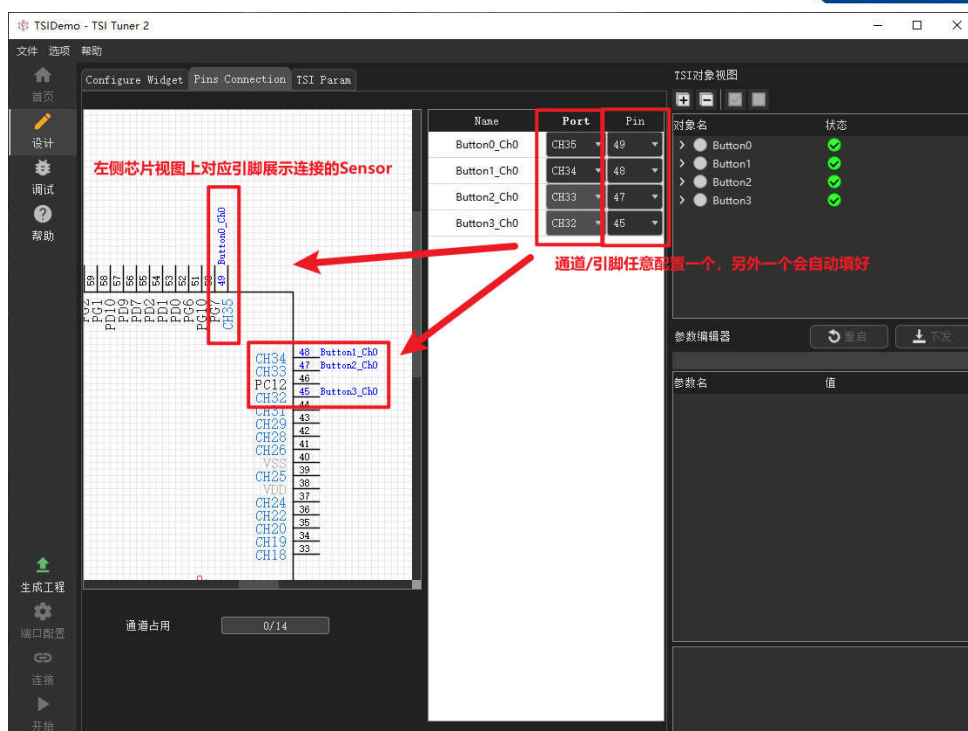 TSIDemo - TSI Tuner 2
文件 选项 帮助
首页
设计
调试
帮助
生成工程
端口配置
连接
开始
Configure Widget Pins Connection TSI Param
左侧芯片视图上对应引脚展示连接的Sensor
Button0_Ch0
59 58 57 56 55 54 53 52 51 49
PG1 PD10 PD9 PD7 PD2 PD1 PD0 PG6 PG10 PG7 CH35
CH34 48 Button1_Ch0
CH33 47 Button2_Ch0
PC12 46
CH32 45 Button3_Ch0
CH31 44
CH29 43
CH28 42
CH26 41
VSS 40
CH25 39
VDD 38
CH24 37
CH22 36
CH20 35
CH19 34
CH18 33
通道占用 0/14
Name Port Pin
Button0_Ch0 CH35 49
Button1_Ch0 CH34 48
Button2_Ch0 CH33 47
Button3_Ch0 CH32 45
通道/引脚任意配置一个，另外一个会自动填好
TSI对象视图
对象名 状态
Button0
Button1
Button2
Button3
参数编辑器 重启 下发
参数名 值